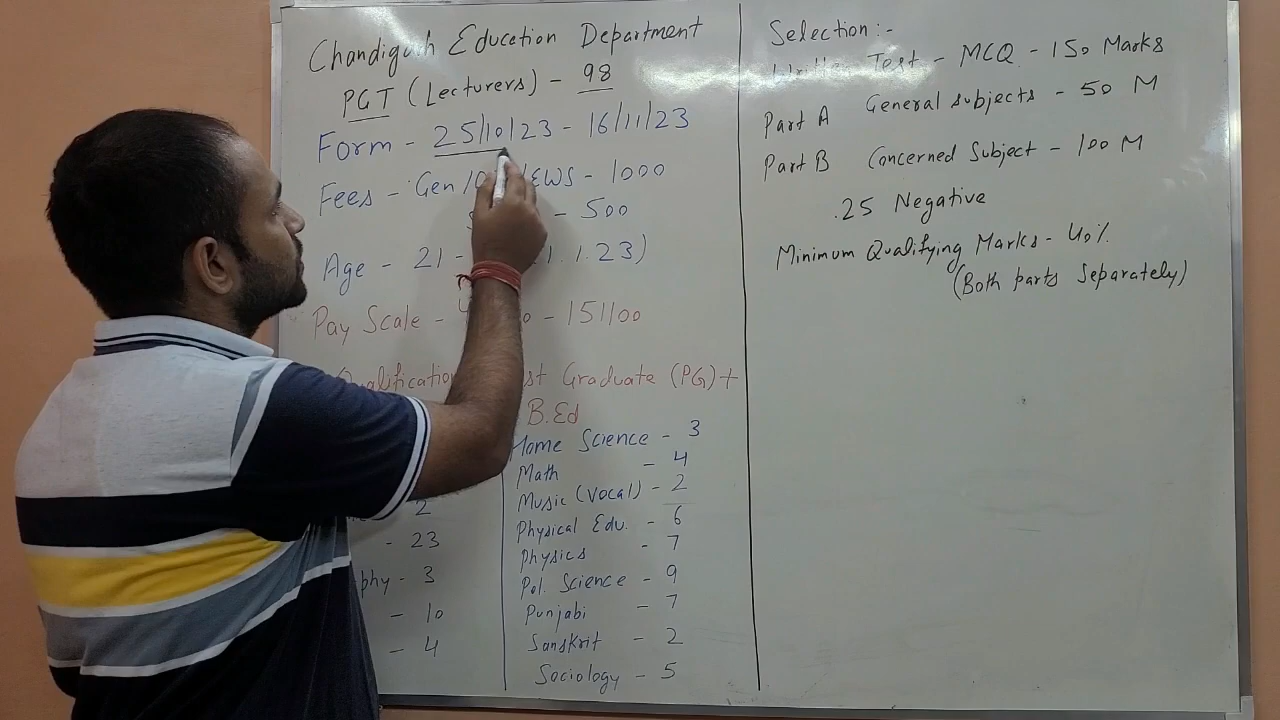 Chandigarh Education Department
PGT (Lecturers) - 98
Form - 25/10/23 - 16/11/23
Fees - Gen / EWS - 1000
- 500
Age - 21 - 1.1.23)
Pay Scale - 4 - 151100
Qualification Graduate (PG)+
B.Ed
2
- 23
- 3
- 10
- 4
Home Science - 3
Math - 4
Music (Vocal) - 2
Physical Edu. - 6
Physics - 7
Pol. Science - 9
Punjabi - 7
Sanskrit - 2
Sociology - 5
Selection :-
Written Test - MCQ - 150 Marks
Part A General subjects - 50 M
Part B Concerned Subject - 100 M
.25 Negative
Minimum Qualifying Marks - 40%
(Both parts Separately)